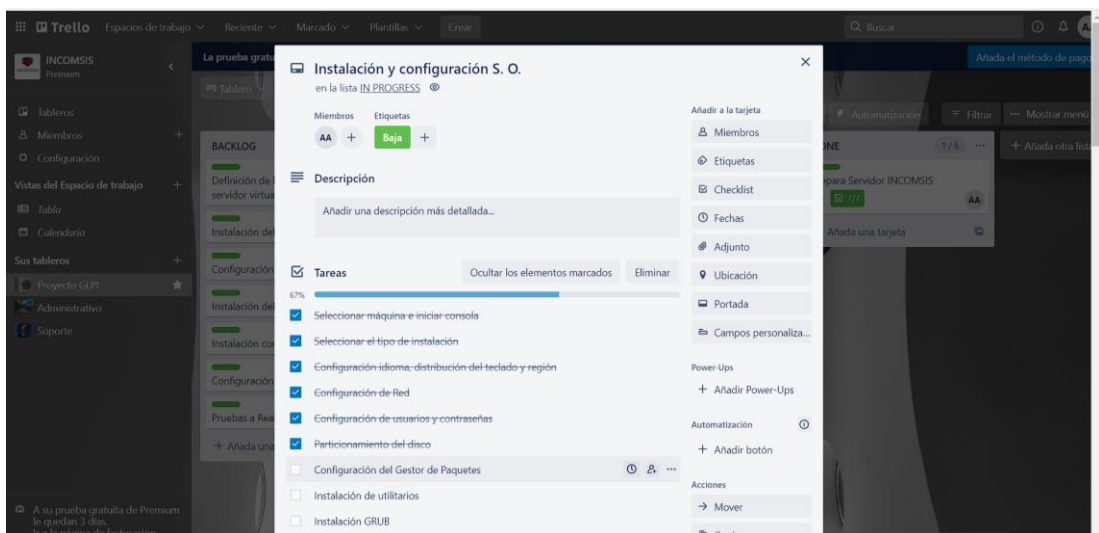 Trello Espacios de trabajo Reciente Marcado Plantillas Crear Buscar
INCOMSIS
Premium
Tableros
Miembros
Configuración
Vistas del Espacio de trabajo
Tabla
Calendario
Sus tableros
Proyecto GLPI
Administrativo
Soporte
A su prueba gratuita de Premium
le quedan 3 días.
Ir a la página de facturación
La prueba gratu
Añada el método de pago
Tablero
Automatización Filtrar Mostrar menú
BACKLOG
Definición de
servidor virtua
Instalación del
Configuración
Instalación del
Instalación con
Configuración
Pruebas a Rea
Añada una
Instalación y configuración S. O.
en la lista IN PROGRESS
Miembros Etiquetas
AA Baja
Descripción
Añadir una descripción más detallada...
Tareas Ocultar los elementos marcados Eliminar
67%
Seleccionar máquina e iniciar consola
Seleccionar el tipo de instalación
Configuración idioma, distribución del teclado y región
Configuración de Red
Configuración de usuarios y contraseñas
Particionamiento del disco
Configuración del Gestor de Paquetes
Instalación de utilitarios
Instalación GRUB
Añadir a la tarjeta
Miembros
Etiquetas
Checklist
Fechas
Adjunto
Ubicación
Portada
Campos personaliza...
Power-Ups
Añadir Power-Ups
Automatización
Añadir botón
Acciones
Mover
NE 1 / 6
para Servidor INCOMSIS
7/7
AA
Añada una tarjeta
Añada otra lista